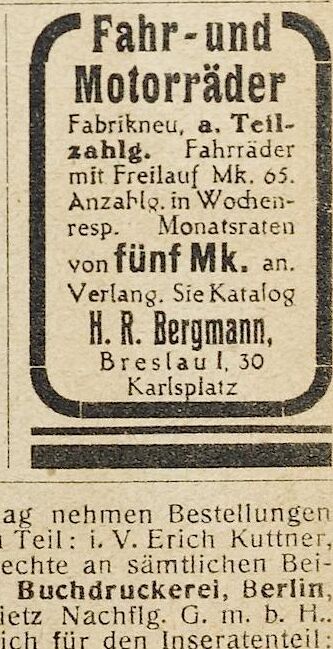 Fahr- und
Motorräder
Fabrikneu, a. Teil-
zahlg. Fahrräder
mit Freilauf Mk. 65.
Anzahlg. in Wochen-
resp. Monatsraten
von fünf Mk. an.
Verlang. Sie Katalog
H. R. Bergmann,
Breslau I, 30
Karlsplatz
ag nehmen Bestellungen
Teil: i. V. Erich Kuttner,
echte an sämtlichen Bei-
Buchdruckerei, Berlin,
ietz Nachflg. G. m. b. H..
ich für den Inseratenteil: